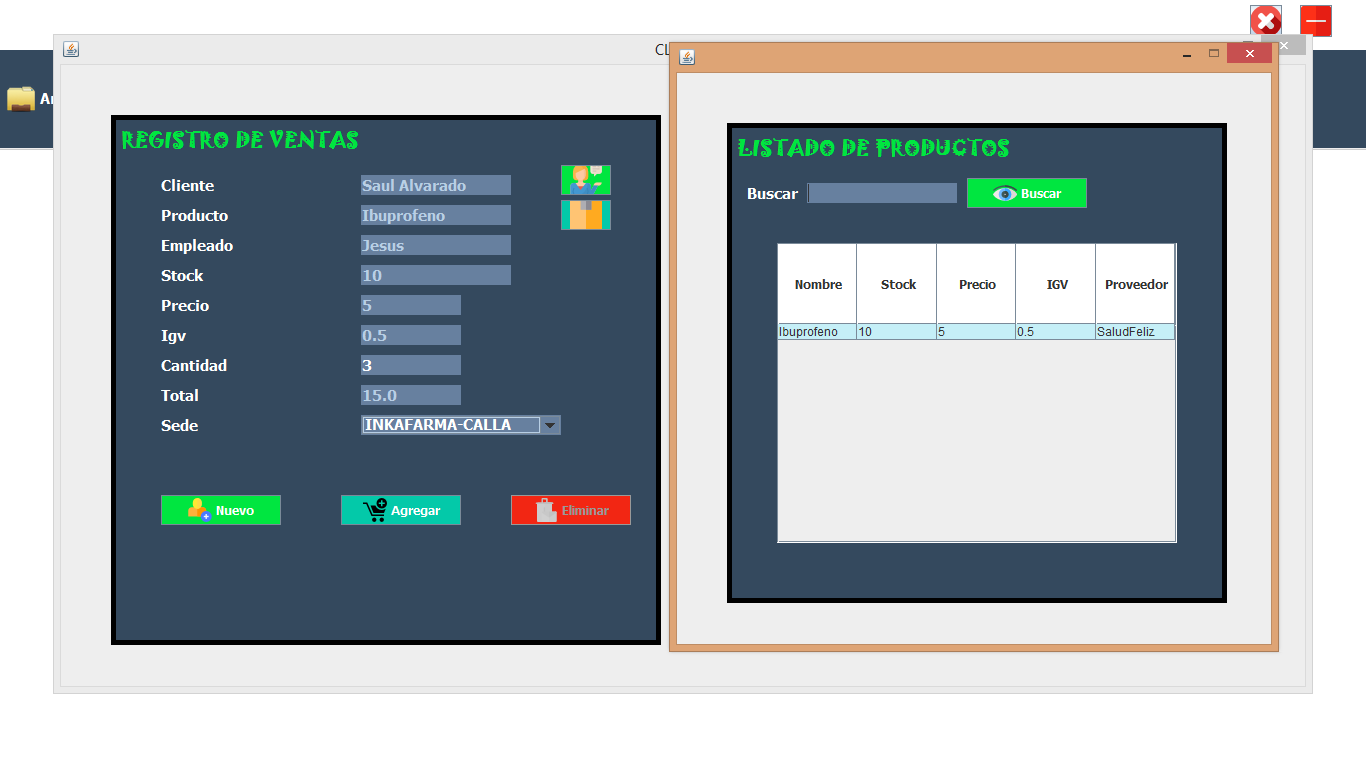 CL
REGISTRO DE VENTAS
Cliente Saul Alvarado
Producto Ibuprofeno
Empleado Jesus
Stock 10
Precio 5
Igv 0.5
Cantidad 3
Total 15.0
Sede INKAFARMA-CALLA
Nuevo Agregar Eliminar
LISTADO DE PRODUCTOS
Buscar Buscar
Nombre Stock Precio IGV Proveedor
Ibuprofeno 10 5 0.5 SaludFeliz